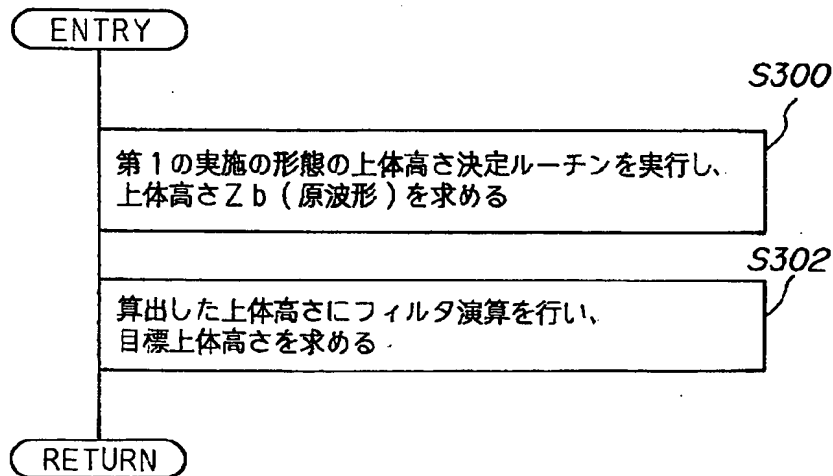 ENTRY
S300
第1の実施の形態の上体高さ決定ルーチンを実行し、
上体高さZb(原波形)を求める
S302
算出した上体高さにフィルタ演算を行い、
目標上体高さを求める
RETURN